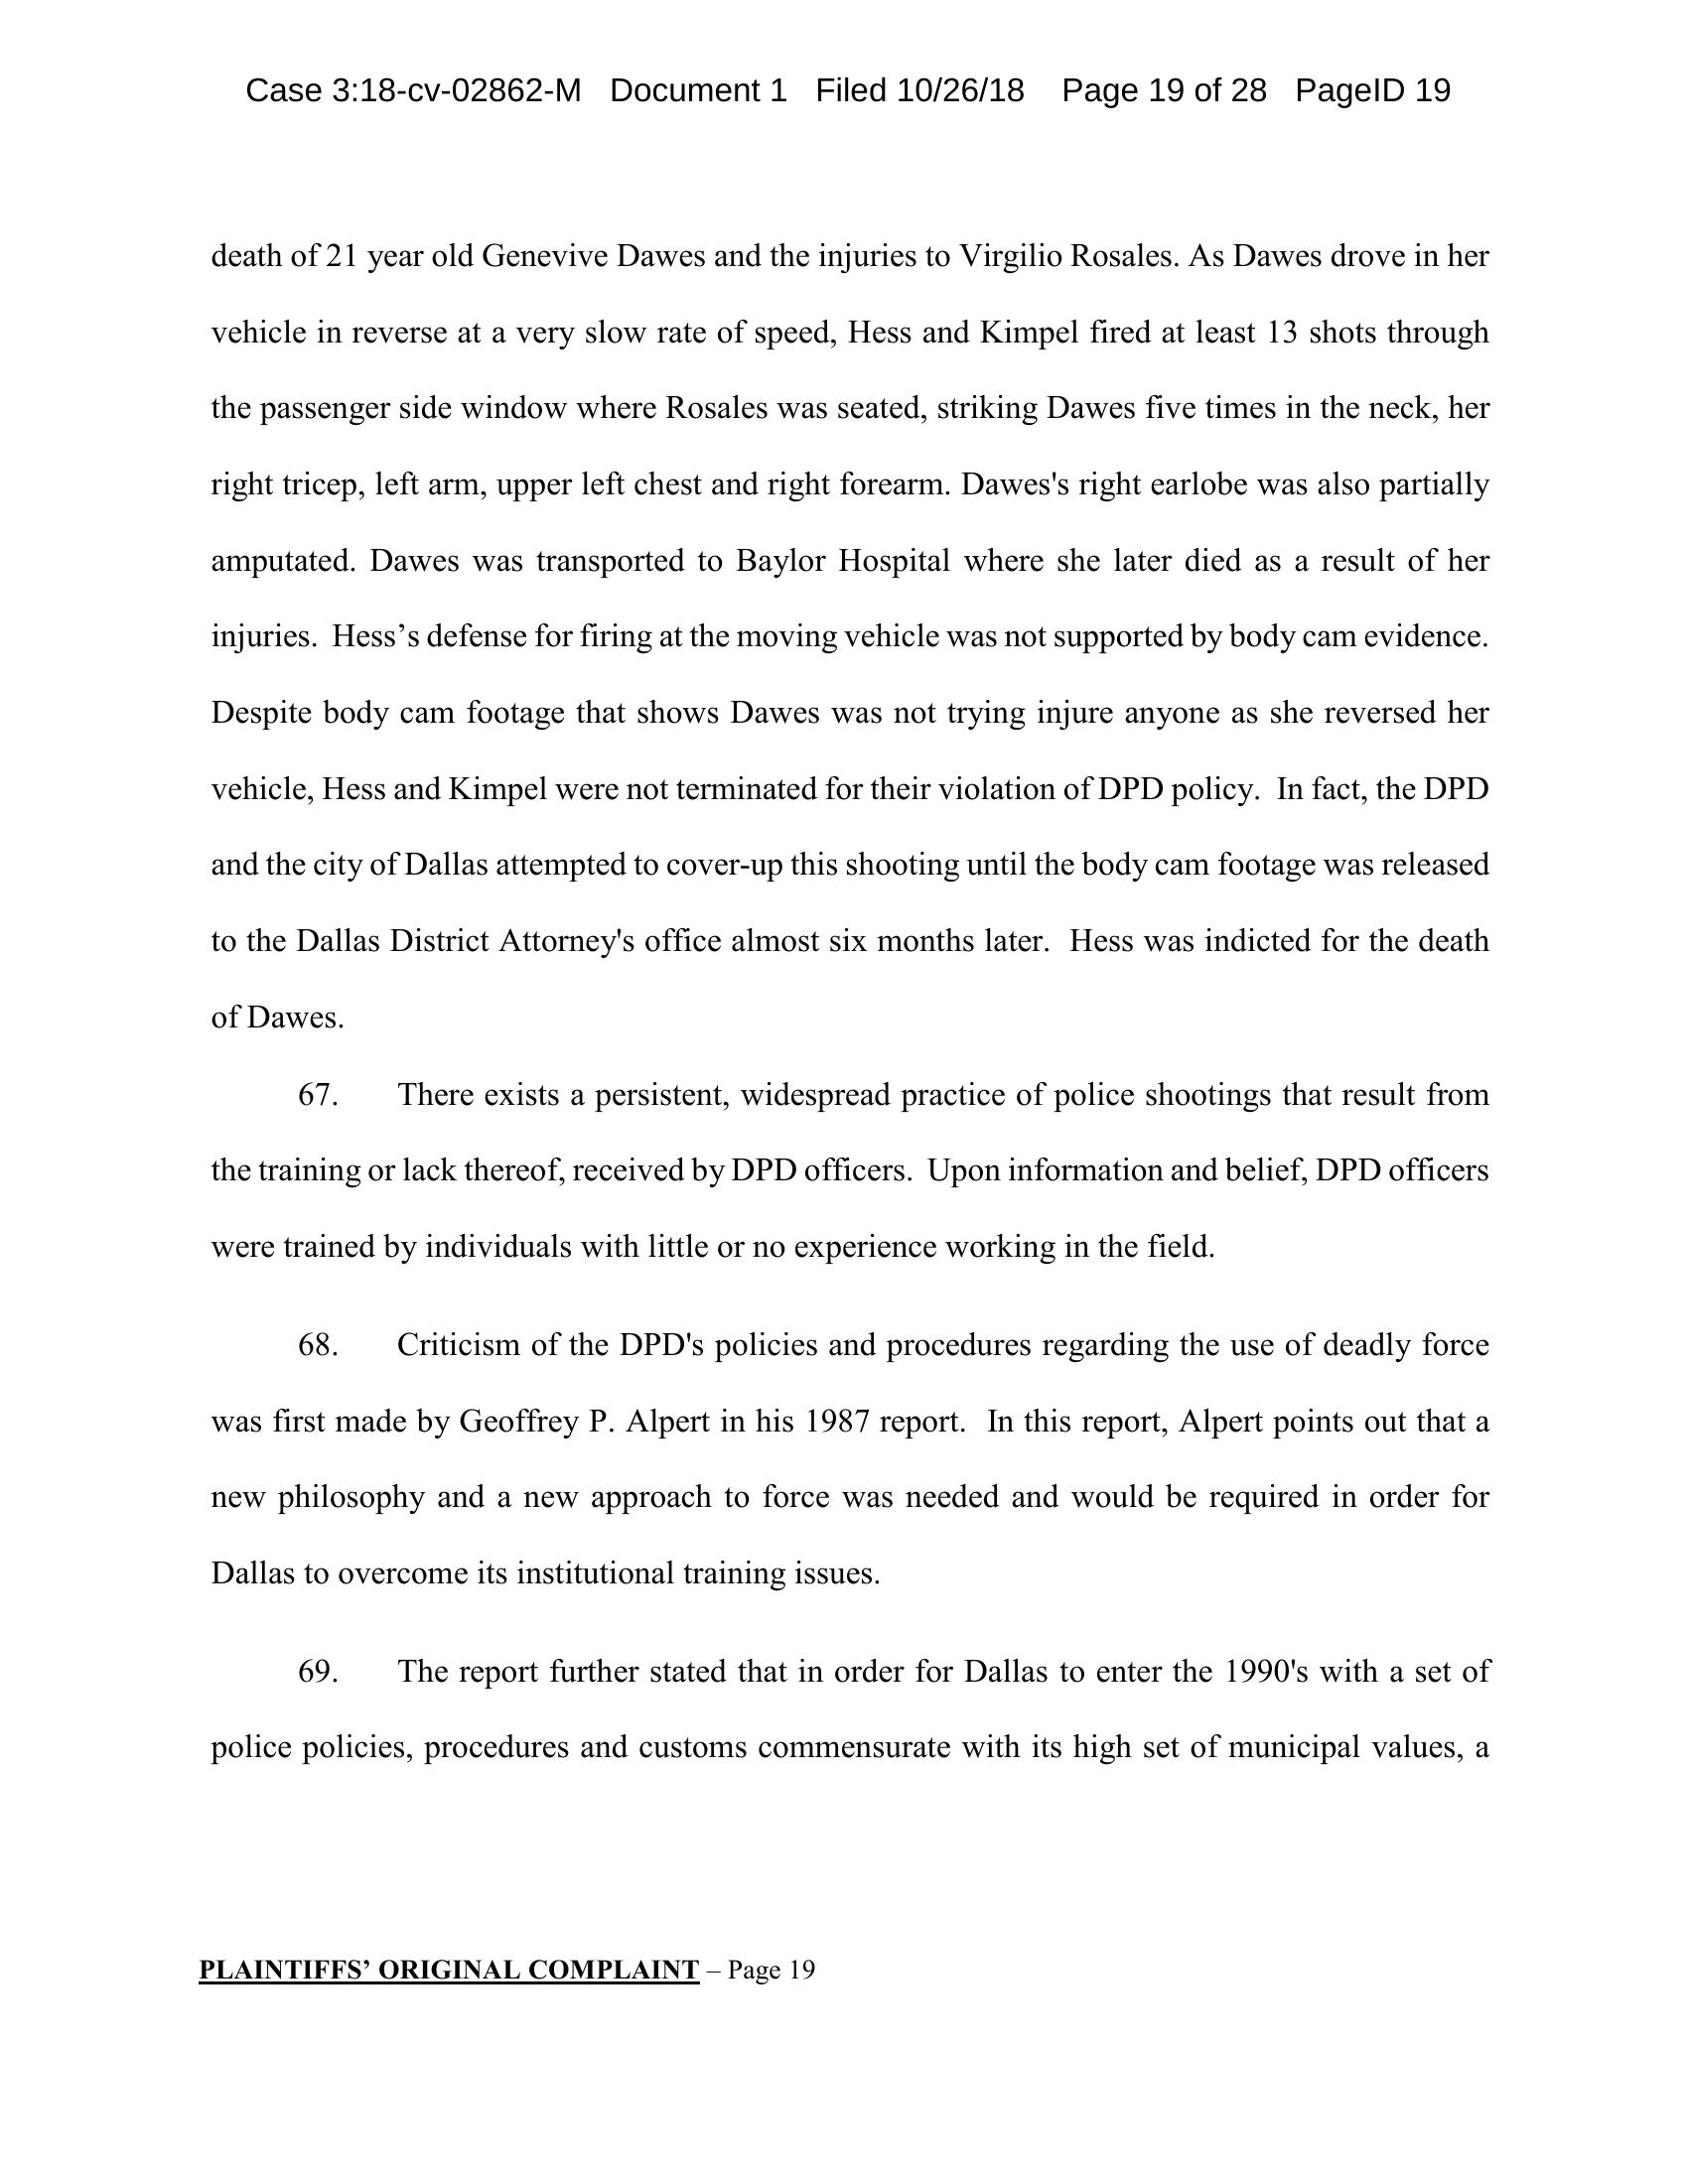 Case 3:18-cv-02862-M Document 1 Filed 10/26/18 Page 19 of 28 PageID 19
death of 21 year old Genevive Dawes and the injuries to Virgilio Rosales. As Dawes drove in her
vehicle in reverse at a very slow rate of speed, Hess and Kimpel fired at least 13 shots through
the passenger side window where Rosales was seated, striking Dawes five times in the neck, her
right tricep, left arm, upper left chest and right forearm. Dawes's right earlobe was also partially
amputated. Dawes was transported to Baylor Hospital where she later died as a result of her
injuries. Hess’s defense for firing at the moving vehicle was not supported by body cam evidence.
Despite body cam footage that shows Dawes was not trying injure anyone as she reversed her
vehicle, Hess and Kimpel were not terminated for their violation of DPD policy. In fact, the DPD
and the city of Dallas attempted to cover-up this shooting until the body cam footage was released
to the Dallas District Attorney's office almost six months later. Hess was indicted for the death
of Dawes.
67. There exists a persistent, widespread practice of police shootings that result from
the training or lack thereof, received by DPD officers. Upon information and belief, DPD officers
were trained by individuals with little or no experience working in the field.
68. Criticism of the DPD's policies and procedures regarding the use of deadly force
was first made by Geoffrey P. Alpert in his 1987 report. In this report, Alpert points out that a
new philosophy and a new approach to force was needed and would be required in order for
Dallas to overcome its institutional training issues.
69. The report further stated that in order for Dallas to enter the 1990's with a set of
police policies, procedures and customs commensurate with its high set of municipal values, a
PLAINTIFFS’ ORIGINAL COMPLAINT – Page 19